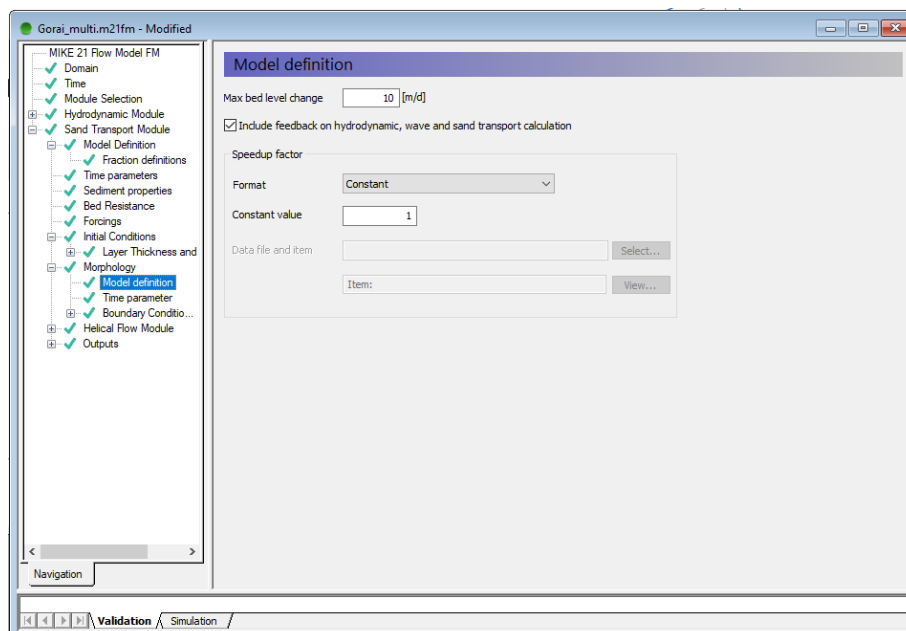 Gorai_multi.m21fm - Modified
MIKE 21 Flow Model FM
Domain
Time
Module Selection
Hydrodynamic Module
Sand Transport Module
Model Definition
Fraction definitions
Time parameters
Sediment properties
Bed Resistance
Forcings
Initial Conditions
Layer Thickness and
Morphology
Model definition
Time parameter
Boundary Conditio...
Helical Flow Module
Outputs
Navigation
Model definition
Max bed level change 10 [m/d]
Include feedback on hydrodynamic, wave and sand transport calculation
Speedup factor
Format Constant
Constant value 1
Data file and item Select...
Item: View...
Validation Simulation